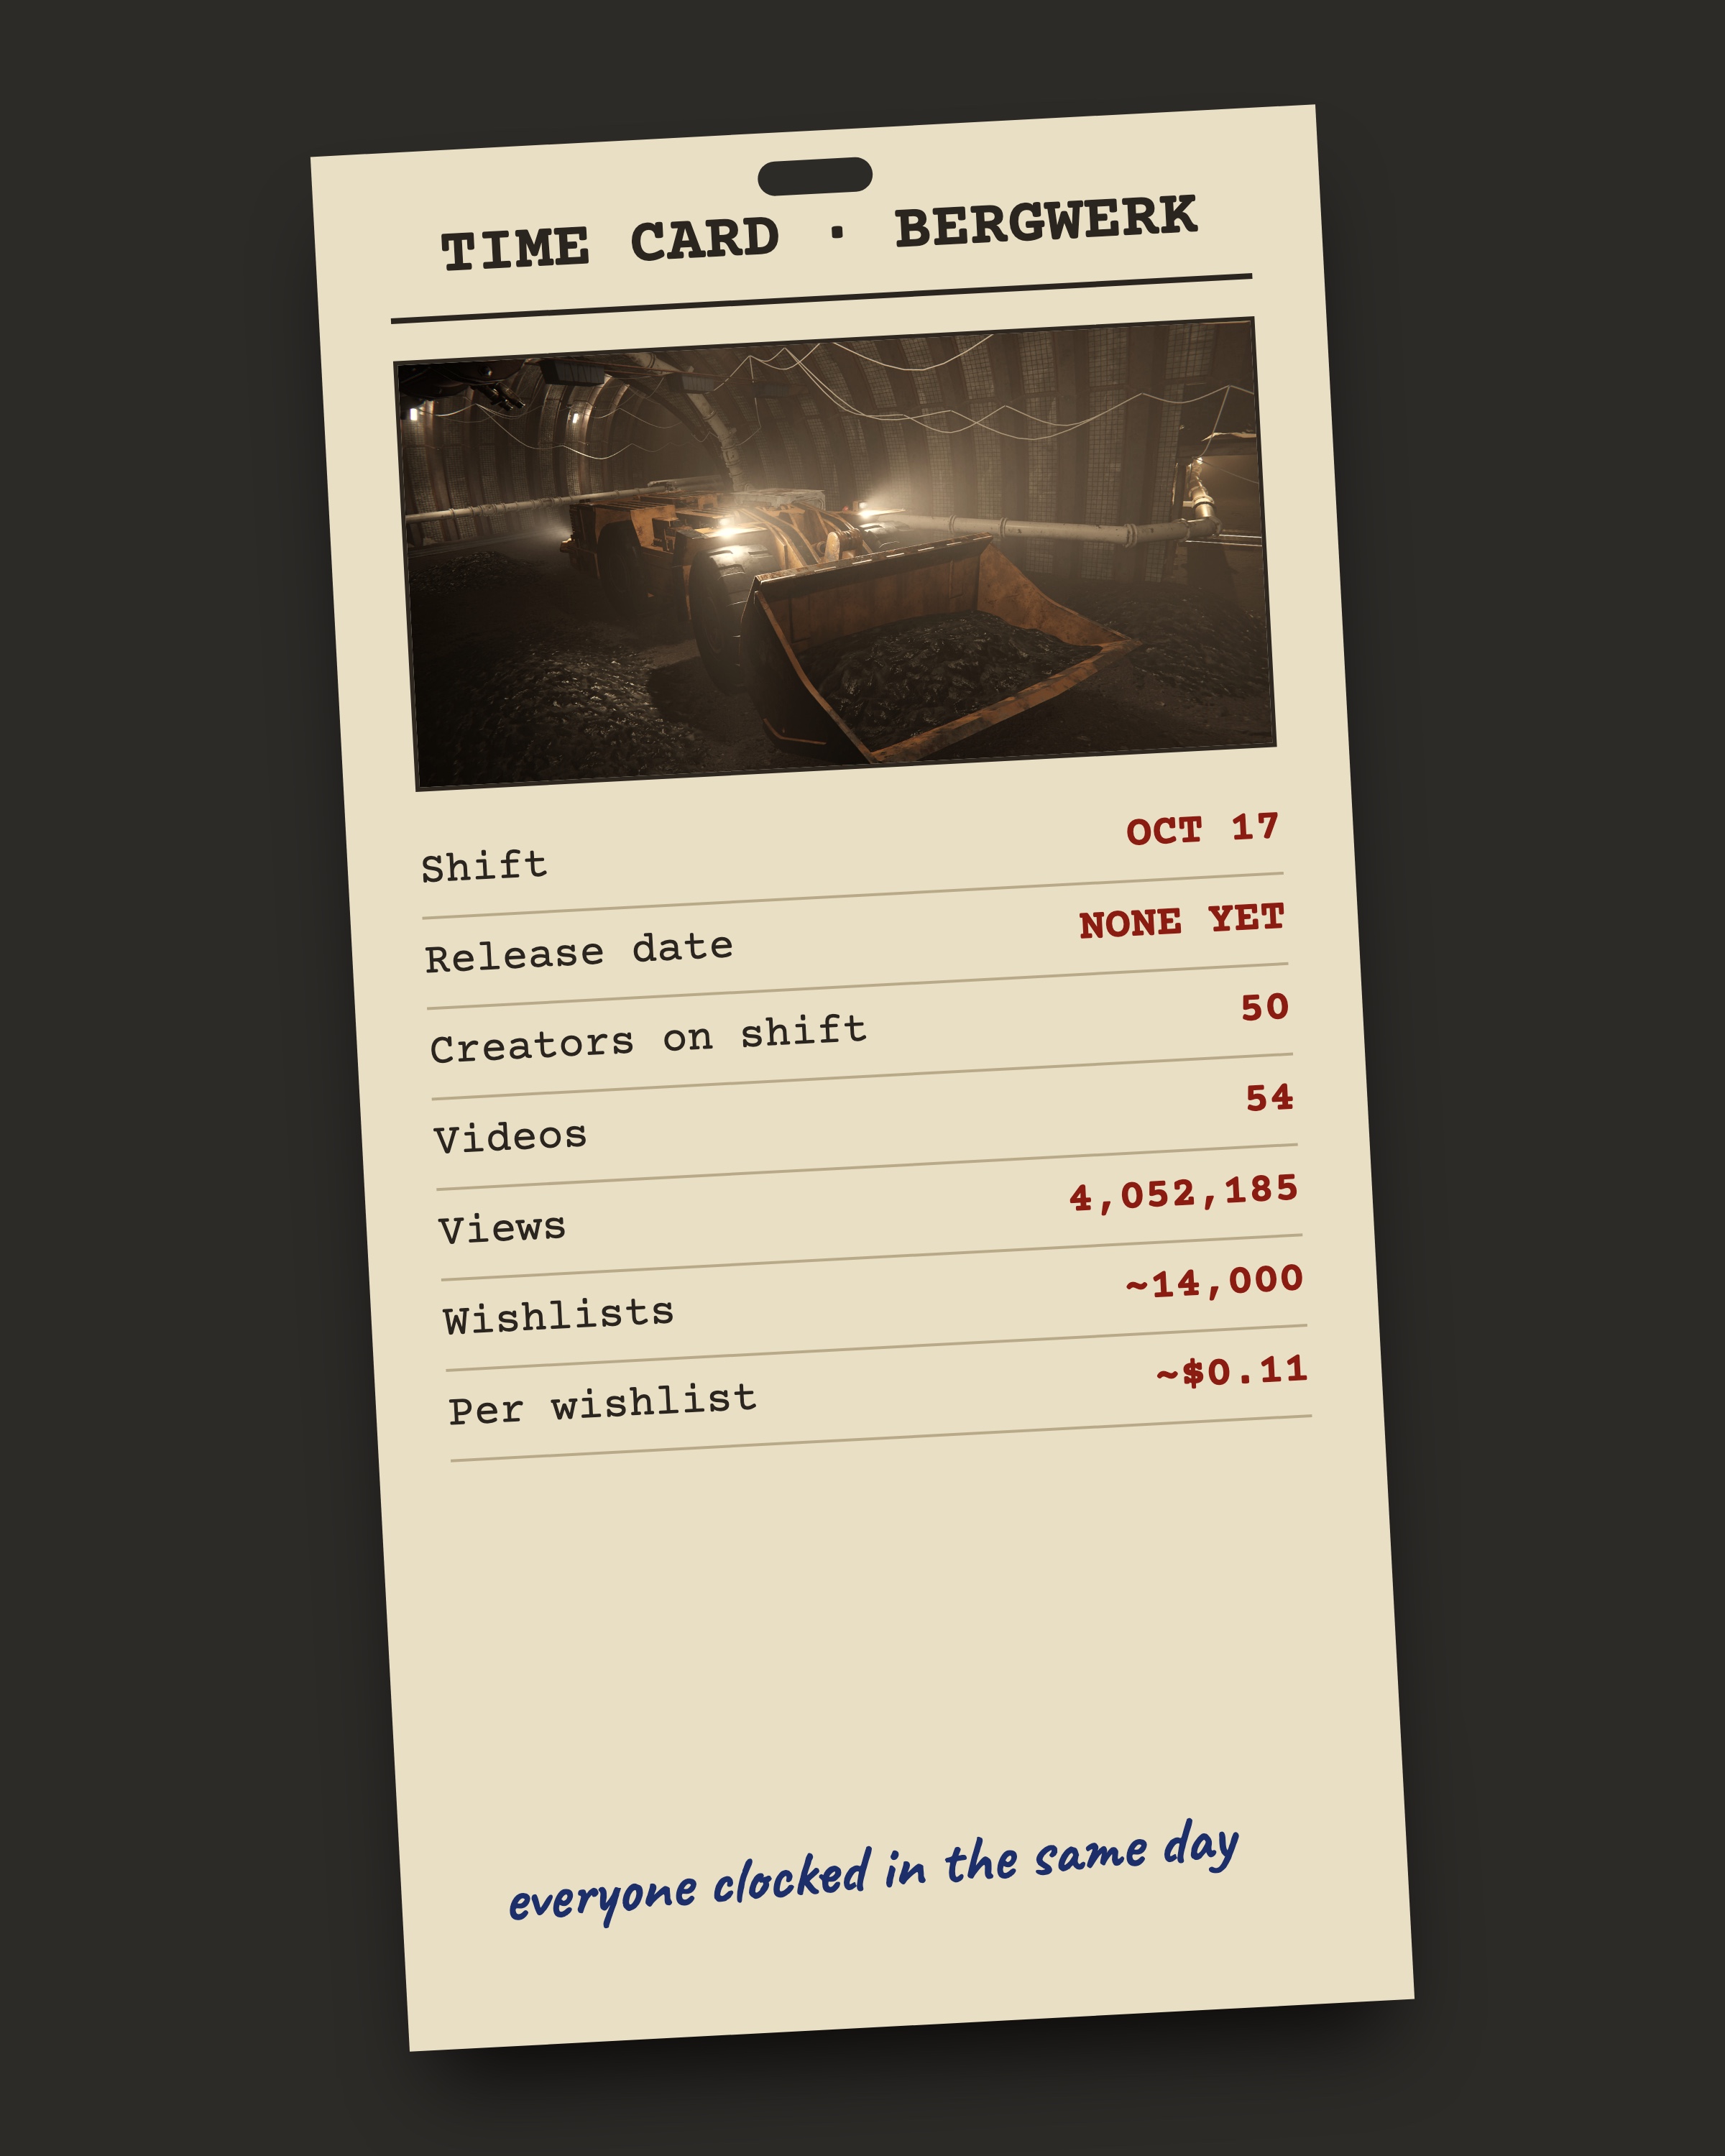 TIME CARD · BERGWERK
Shift OCT 17
Release date NONE YET
Creators on shift 50
Videos 54
Views 4,052,185
Wishlists ~14,000
Per wishlist ~$0.11
everyone clocked in the same day